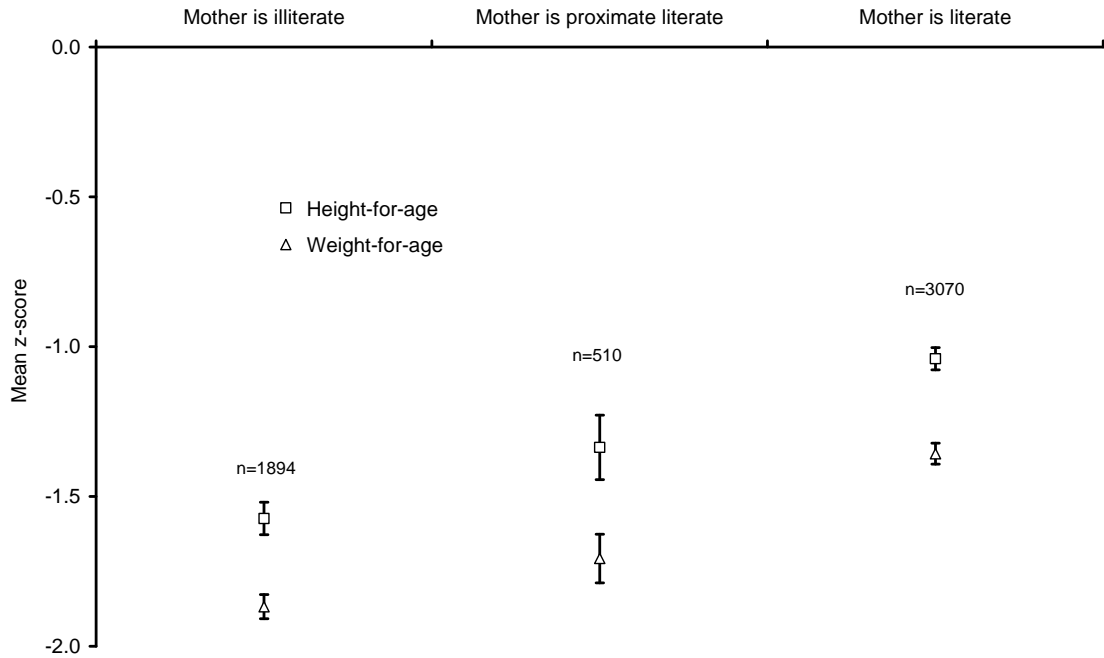 Mother is illiterate
Mother is proximate literate
Mother is literate
0.0
-0.5
Height-for-age
Weight-for-age
n=3070
-1.0
n=510
Mean z-score
n=1894
-1.5
-2.0